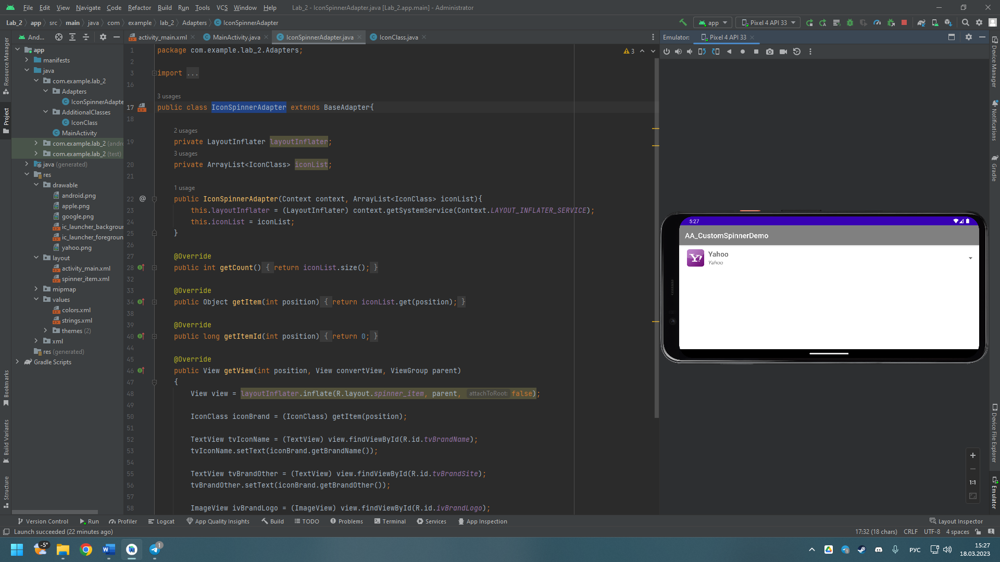 File Edit View Navigate Code Refactor Build Run Tools VCS Window Help Lab_2 - IconSpinnerAdapter.java [Lab_2.app.main] - Administrator
Lab_2 app src main java com example lab_2 Adapters IconSpinnerAdapter app Pixel 4 API 33
And... activity_main.xml MainActivity.java IconSpinnerAdapter.java IconClass.java Emulator: Pixel 4 API 33
Resource Manager
Project
Bookmarks
Build Variants
Structure
app
manifests
java
com.example.lab_2
Adapters
IconSpinnerAdapte
AdditionalClasses
IconClass
MainActivity
com.example.lab_2 (andro
com.example.lab_2 (test)
java (generated)
res
drawable
android.png
apple.png
google.png
ic_launcher_backgroun
ic_launcher_foregroun
yahoo.png
layout
activity_main.xml
spinner_item.xml
mipmap
values
colors.xml
strings.xml
themes (2)
xml
res (generated)
Gradle Scripts
3
1 package com.example.lab_2.Adapters;
2
3 import ...
16
3 usages
17 public class IconSpinnerAdapter extends BaseAdapter{
18
2 usages
19 private LayoutInflater layoutInflater;
3 usages
20 private ArrayList<IconClass> iconList;
21
1 usage
22 @ public IconSpinnerAdapter(Context context, ArrayList<IconClass> iconList){
23 this.layoutInflater = (LayoutInflater) context.getSystemService(Context.LAYOUT_INFLATER_SERVICE);
24 this.iconList = iconList;
25 }
26
27 @Override
28 public int getCount() { return iconList.size(); }
32
33 @Override
34 public Object getItem(int position) { return iconList.get(position); }
38
39 @Override
40 public long getItemId(int position) { return 0; }
44
45 @Override
46 public View getView(int position, View convertView, ViewGroup parent)
47 {
48 View view = layoutInflater.inflate(R.layout.spinner_item, parent, attachToRoot: false);
49
50 IconClass iconBrand = (IconClass) getItem(position);
51
52 TextView tvIconName = (TextView) view.findViewById(R.id.tvBrandName);
53 tvIconName.setText(iconBrand.getBrandName());
54
55 TextView tvBrandOther = (TextView) view.findViewById(R.id.tvBrandSite);
56 tvBrandOther.setText(iconBrand.getBrandOther());
57
58 ImageView ivBrandLogo = (ImageView) view.findViewById(R.id.ivBrandLogo);
5:27
AA_CustomSpinnerDemo
Y!
Yahoo
Yahoo
1:1
Device Manager
Notifications
Gradle
Device File Explorer
Emulator
Version Control Run Profiler Logcat App Quality Insights Build TODO Problems Terminal Services App Inspection Layout Inspector
Launch succeeded (22 minutes ago) 17:32 (18 chars) CRLF UTF-8 4 spaces
-5° 1 РУС 15:27
18.03.2023